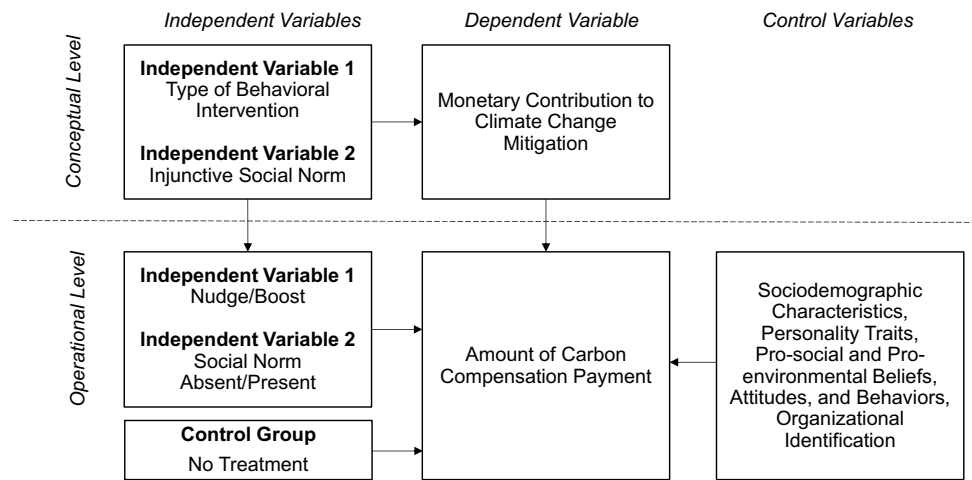 Independent Variables
Dependent Variable
Control Variables
Conceptual Level
Independent Variable 1
Type of Behavioral
Intervention
Independent Variable 2
Injunctive Social Norm
Monetary Contribution to
Climate Change
Mitigation
Operational Level
Independent Variable 1
Nudge/Boost
Independent Variable 2
Social Norm
Absent/Present
Control Group
No Treatment
Amount of Carbon
Compensation Payment
Sociodemographic
Characteristics,
Personality Traits,
Pro-social and Pro-
environmental Beliefs,
Attitudes, and Behaviors,
Organizational
Identification